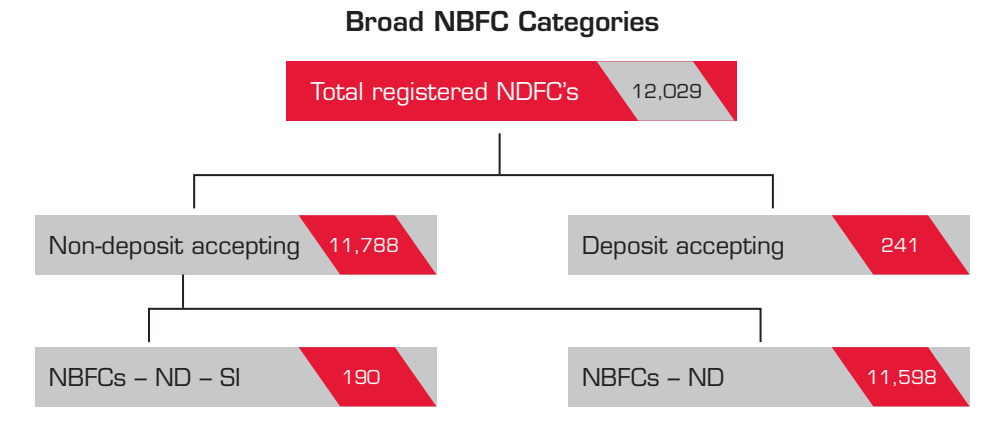 Broad NBFC Categories
Total registered NDFC's 12,029
Non-deposit accepting 11,788
Deposit accepting 241
NBFCs – ND – SI 190
NBFCs – ND 11,598